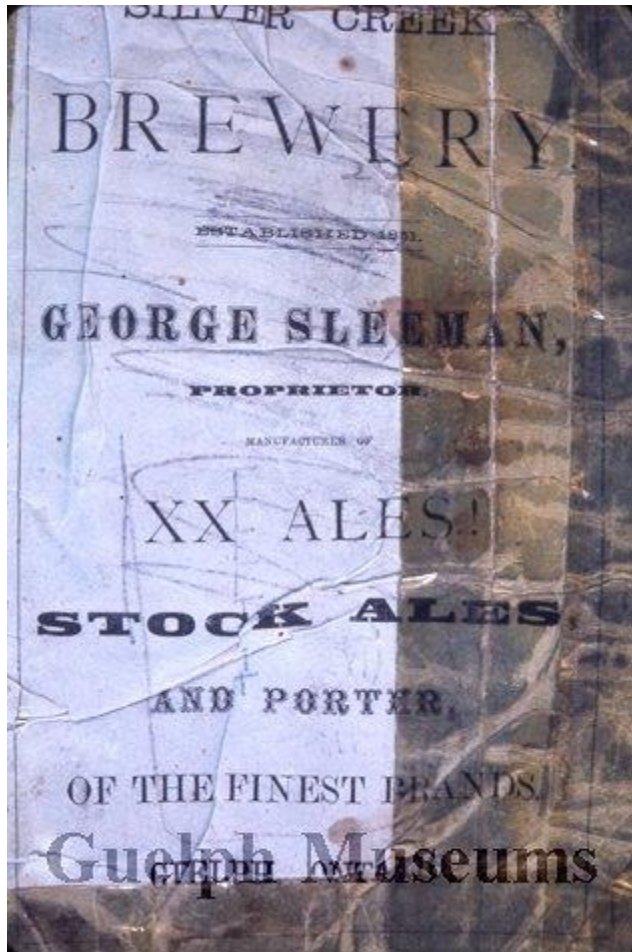 SILVER CREEK
BREWERY,
ESTABLISHED 1851.
GEORGE SLEEMAN,
PROPRIETOR.
MANUFACTURER OF
XX ALES!
STOCK ALES
AND PORTER,
OF THE FINEST BRANDS.
GUELPH
Guelph Museums